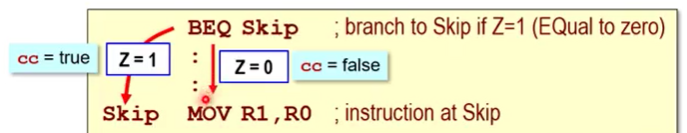 BEQ Skip ; branch to Skip if Z=1 (EQual to zero)
cc = true Z = 1 : Z = 0 cc = false
:
Skip MOV R1,R0 ; instruction at Skip